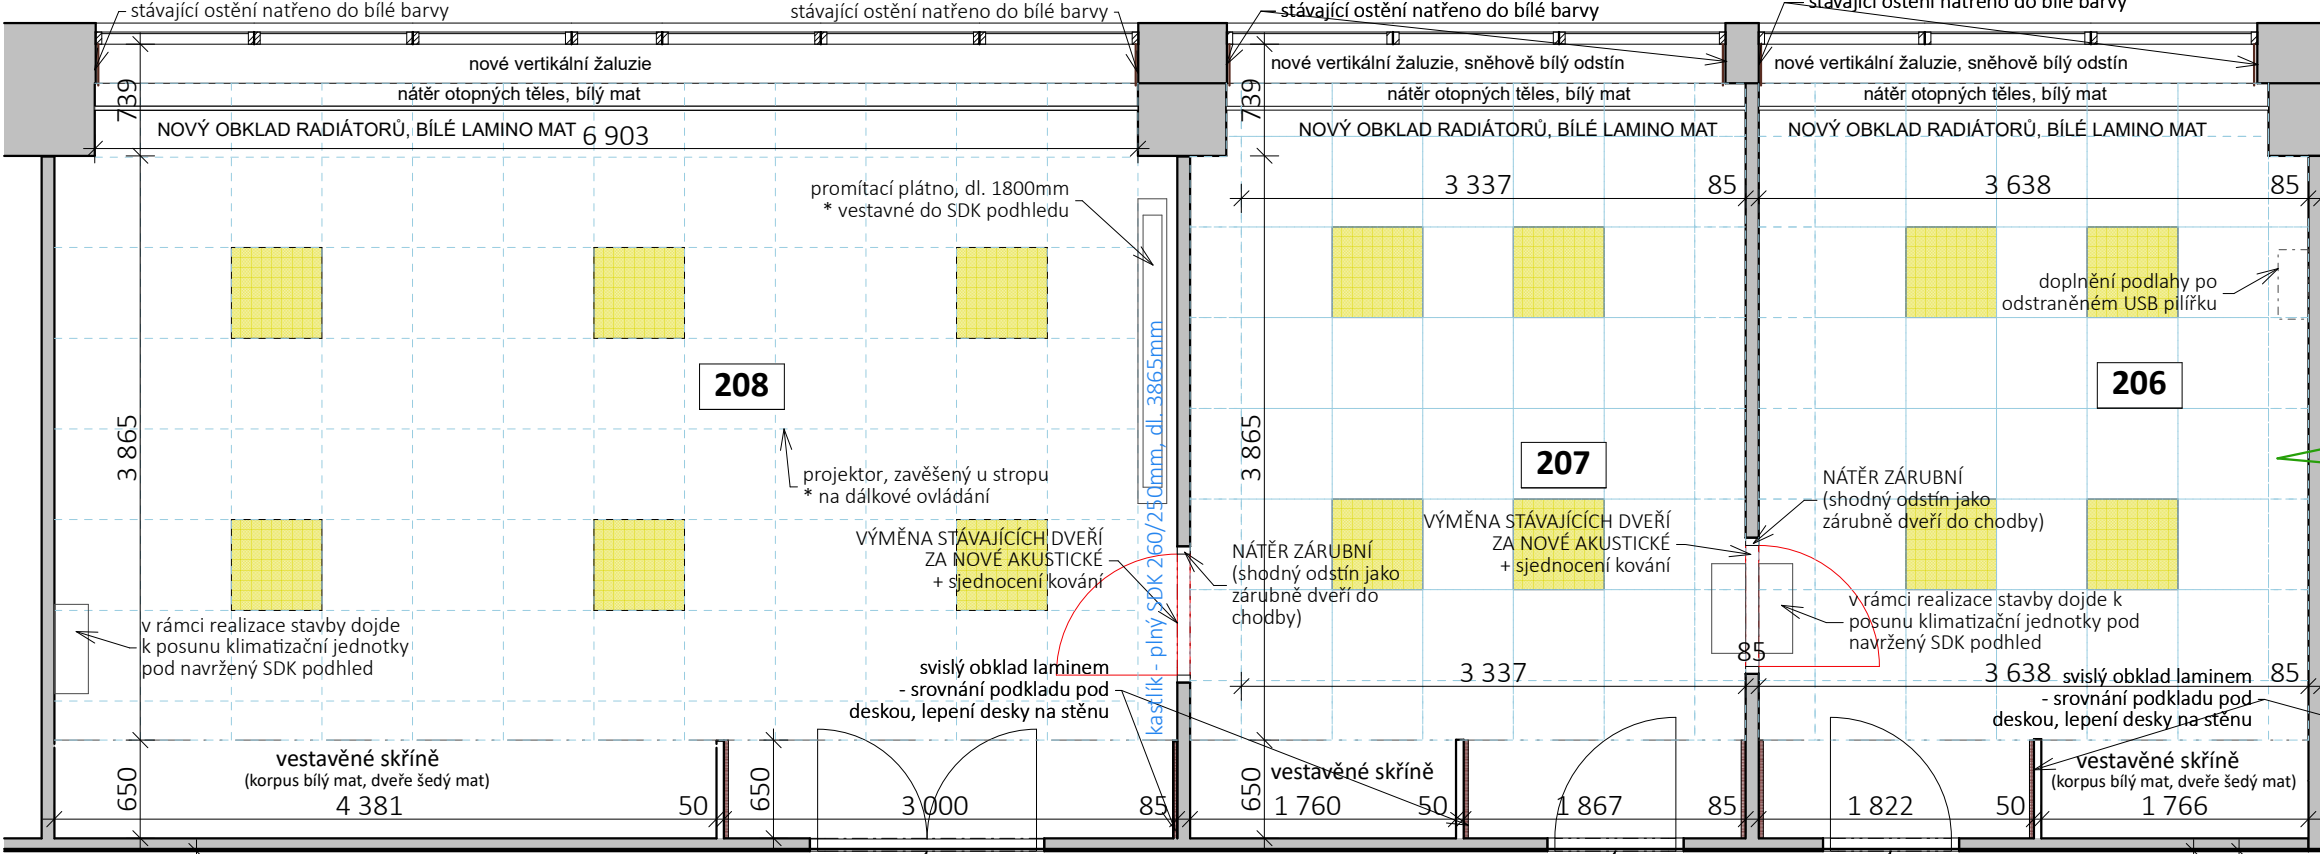 stávající ostění natřeno do bílé barvy
stávající ostění natřeno do bílé barvy
stávající ostění natřeno do bílé barvy
stávající ostění natřeno do bílé barvy
nové vertikální žaluzie
nové vertikální žaluzie, sněhově bílý odstín
nové vertikální žaluzie, sněhově bílý odstín
739
nátěr otopných těles, bílý mat
739
nátěr otopných těles, bílý mat
nátěr otopných těles, bílý mat
NOVÝ OBKLAD RADIÁTORŮ, BÍLÉ LAMINO MAT
6 903
NOVÝ OBKLAD RADIÁTORŮ, BÍLÉ LAMINO MAT
NOVÝ OBKLAD RADIÁTORŮ, BÍLÉ LAMINO MAT
promítací plátno, dl. 1800mm
* vestavné do SDK podhledu
3 337
85
3 638
85
doplnění podlahy po
odstraněném USB pilířku
208
206
3 865
projektor, zavěšený u stropu
* na dálkové ovládání
kastlík - plný SDK 260/250mm, dl. 3865mm
3 865
207
NÁTĚR ZÁRUBNÍ
(shodný odstín jako
zárubně dveří do chodby)
VÝMĚNA STÁVAJÍCÍCH DVEŘÍ
ZA NOVÉ AKUSTICKÉ
+ sjednocení kování
NÁTĚR ZÁRUBNÍ
(shodný odstín jako
zárubně dveří do
chodby)
VÝMĚNA STÁVAJÍCÍCH DVEŘÍ
ZA NOVÉ AKUSTICKÉ
+ sjednocení kování
v rámci realizace stavby dojde
k posunu klimatizační jednotky
pod navržený SDK podhled
v rámci realizace stavby dojde k
posunu klimatizační jednotky pod
navržený SDK podhled
svislý obklad laminem
- srovnání podkladu pod
deskou, lepení desky na stěnu
3 337
85
3 638
85
svislý obklad laminem
- srovnání podkladu pod
deskou, lepení desky na stěnu
650
vestavěné skříně
(korpus bílý mat, dveře šedý mat)
4 381
50
650
3 000
85
650
vestavěné skříně
1 760
50
1 867
85
1 822
50
vestavěné skříně
(korpus bílý mat, dveře šedý mat)
1 766